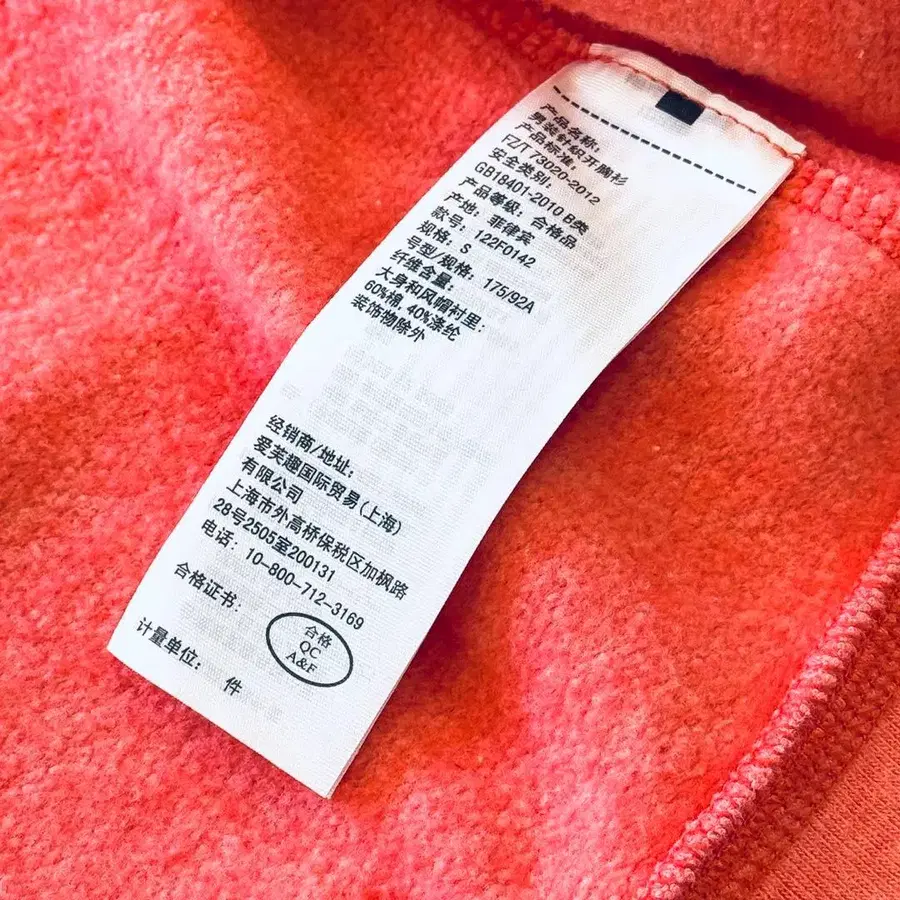 产品名称:
男装针织开胸衫
产品标准:
FZ/T 73020-2012
安全类别:
GB18401-2010 B类
产品等级: 合格品
产地: 菲律宾
款号: 122F0142
规格: S
号型/规格: 175/92A
纤维含量:
大身和风帽衬里:
60%棉, 40%涤纶
装饰物除外
经销商/地址:
爱芙趣国际贸易(上海)
有限公司
上海市外高桥保税区加枫路
28号2505室200131
电话: 10-800-712-3169
合格证书:
合格
QC
A&F
计量单位:
件